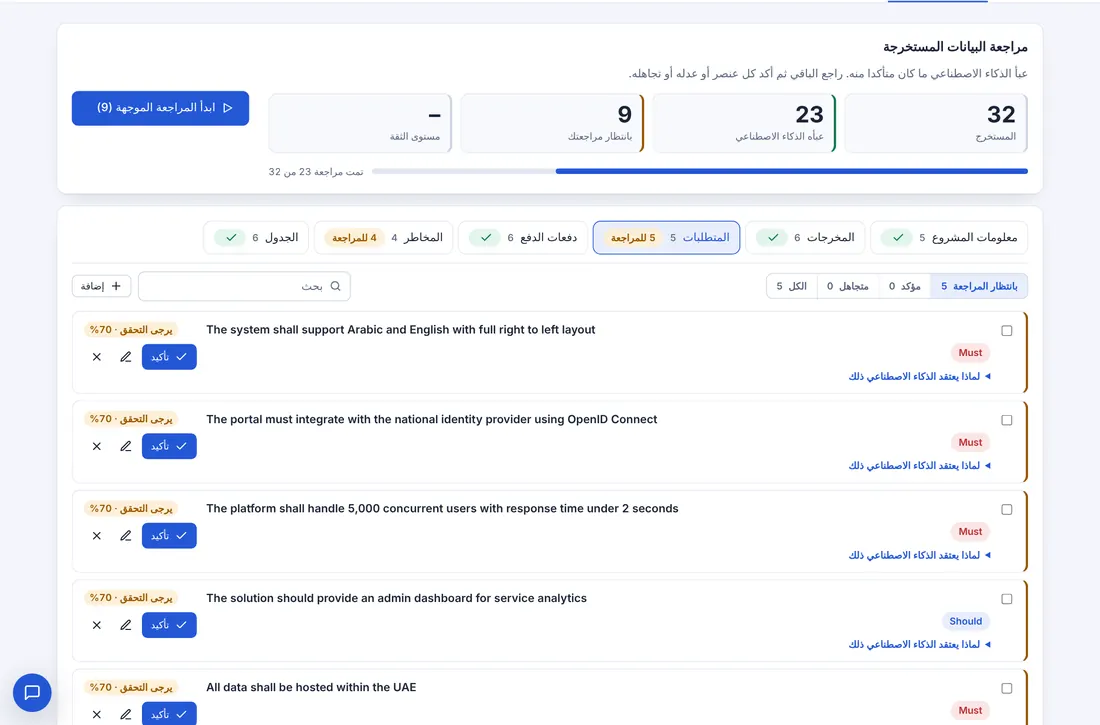 مراجعة البيانات المستخرجة
عبأ الذكاء الاصطناعي ما كان متأكدا منه. راجع الباقي ثم أكد كل عنصر أو عدله أو تجاهله.
32
المستخرج
23
عبأه الذكاء الاصطناعي
9
بانتظار مراجعتك
–
مستوى الثقة
ابدأ المراجعة الموجهة (9)
تمت مراجعة 23 من 32
معلومات المشروع 5
المخرجات 6
المتطلبات 5 5 للمراجعة
دفعات الدفع 6
المخاطر 4 4 للمراجعة
الجدول 6
بانتظار المراجعة 5
مؤكد 0
متجاهل 0
الكل 5
بحث
إضافة
The system shall support Arabic and English with full right to left layout
يرجى التحقق · 70%
Must
تأكيد
لماذا يعتقد الذكاء الاصطناعي ذلك
The portal must integrate with the national identity provider using OpenID Connect
يرجى التحقق · 70%
Must
تأكيد
لماذا يعتقد الذكاء الاصطناعي ذلك
The platform shall handle 5,000 concurrent users with response time under 2 seconds
يرجى التحقق · 70%
Must
تأكيد
لماذا يعتقد الذكاء الاصطناعي ذلك
The solution should provide an admin dashboard for service analytics
يرجى التحقق · 70%
Should
تأكيد
لماذا يعتقد الذكاء الاصطناعي ذلك
All data shall be hosted within the UAE
يرجى التحقق · 70%
Must
تأكيد